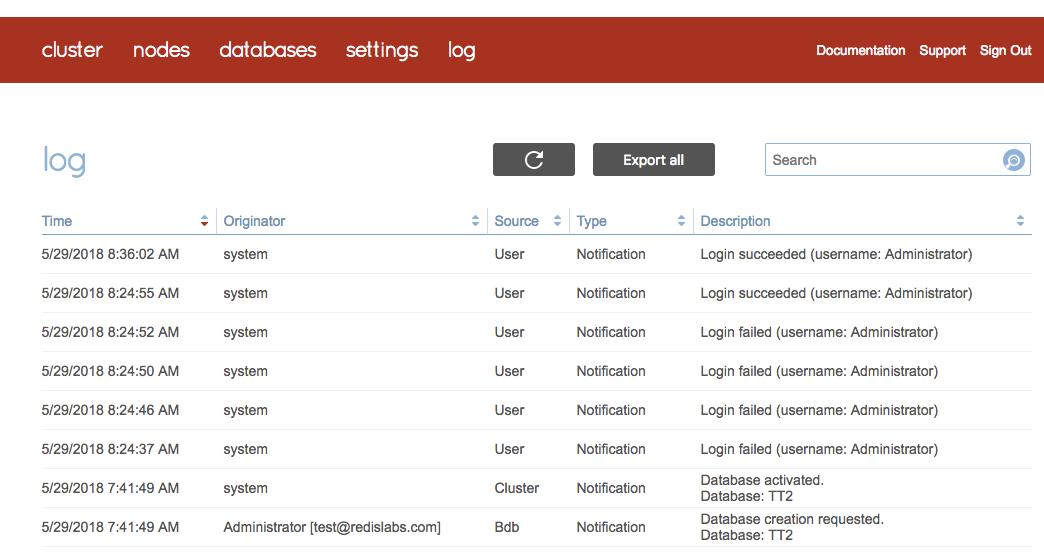 cluster nodes databases settings log Documentation Support Sign Out
log Export all Search
Time Originator Source Type Description
5/29/2018 8:36:02 AM system User Notification Login succeeded (username: Administrator)
5/29/2018 8:24:55 AM system User Notification Login succeeded (username: Administrator)
5/29/2018 8:24:52 AM system User Notification Login failed (username: Administrator)
5/29/2018 8:24:50 AM system User Notification Login failed (username: Administrator)
5/29/2018 8:24:46 AM system User Notification Login failed (username: Administrator)
5/29/2018 8:24:37 AM system User Notification Login failed (username: Administrator)
5/29/2018 7:41:49 AM system Cluster Notification Database activated.
Database: TT2
5/29/2018 7:41:49 AM Administrator [test@redislabs.com] Bdb Notification Database creation requested.
Database: TT2